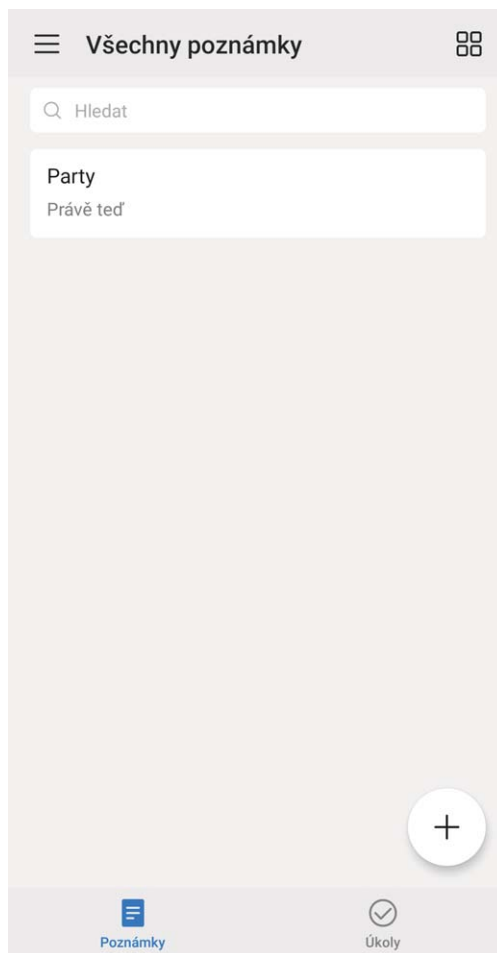 Všechny poznámky
Hledat
Party
Právě teď
Poznámky
Úkoly